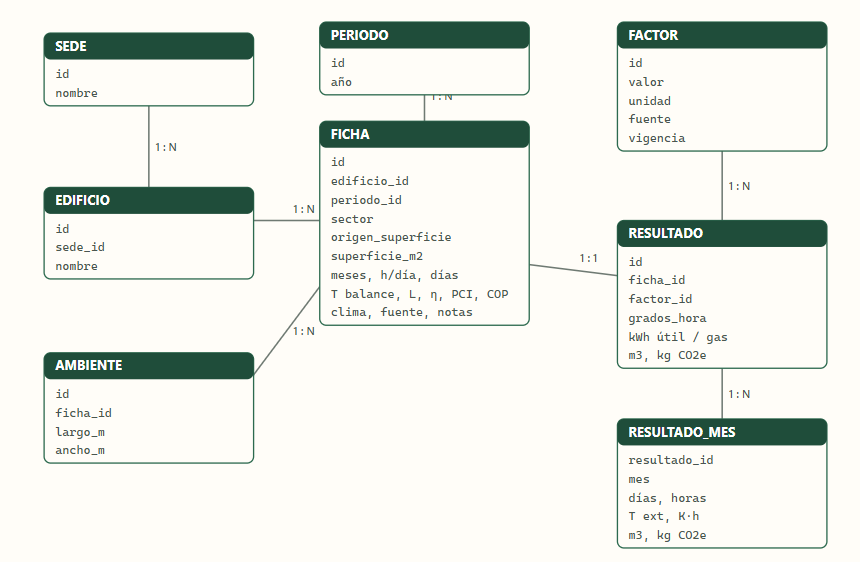 SEDE
id
nombre
1:N
EDIFICIO
id
sede_id
nombre
1:N
AMBIENTE
id
ficha_id
largo_m
ancho_m
1:N
PERIODO
id
año
1:N
FICHA
id
edificio_id
periodo_id
sector
origen_superficie
superficie_m2
meses, h/día, días
T balance, L, η, PCI, COP
clima, fuente, notas
1:1
FACTOR
id
valor
unidad
fuente
vigencia
1:N
RESULTADO
id
ficha_id
factor_id
grados_hora
kWh útil / gas
m3, kg CO2e
1:N
RESULTADO_MES
resultado_id
mes
días, horas
T ext, K·h
m3, kg CO2e